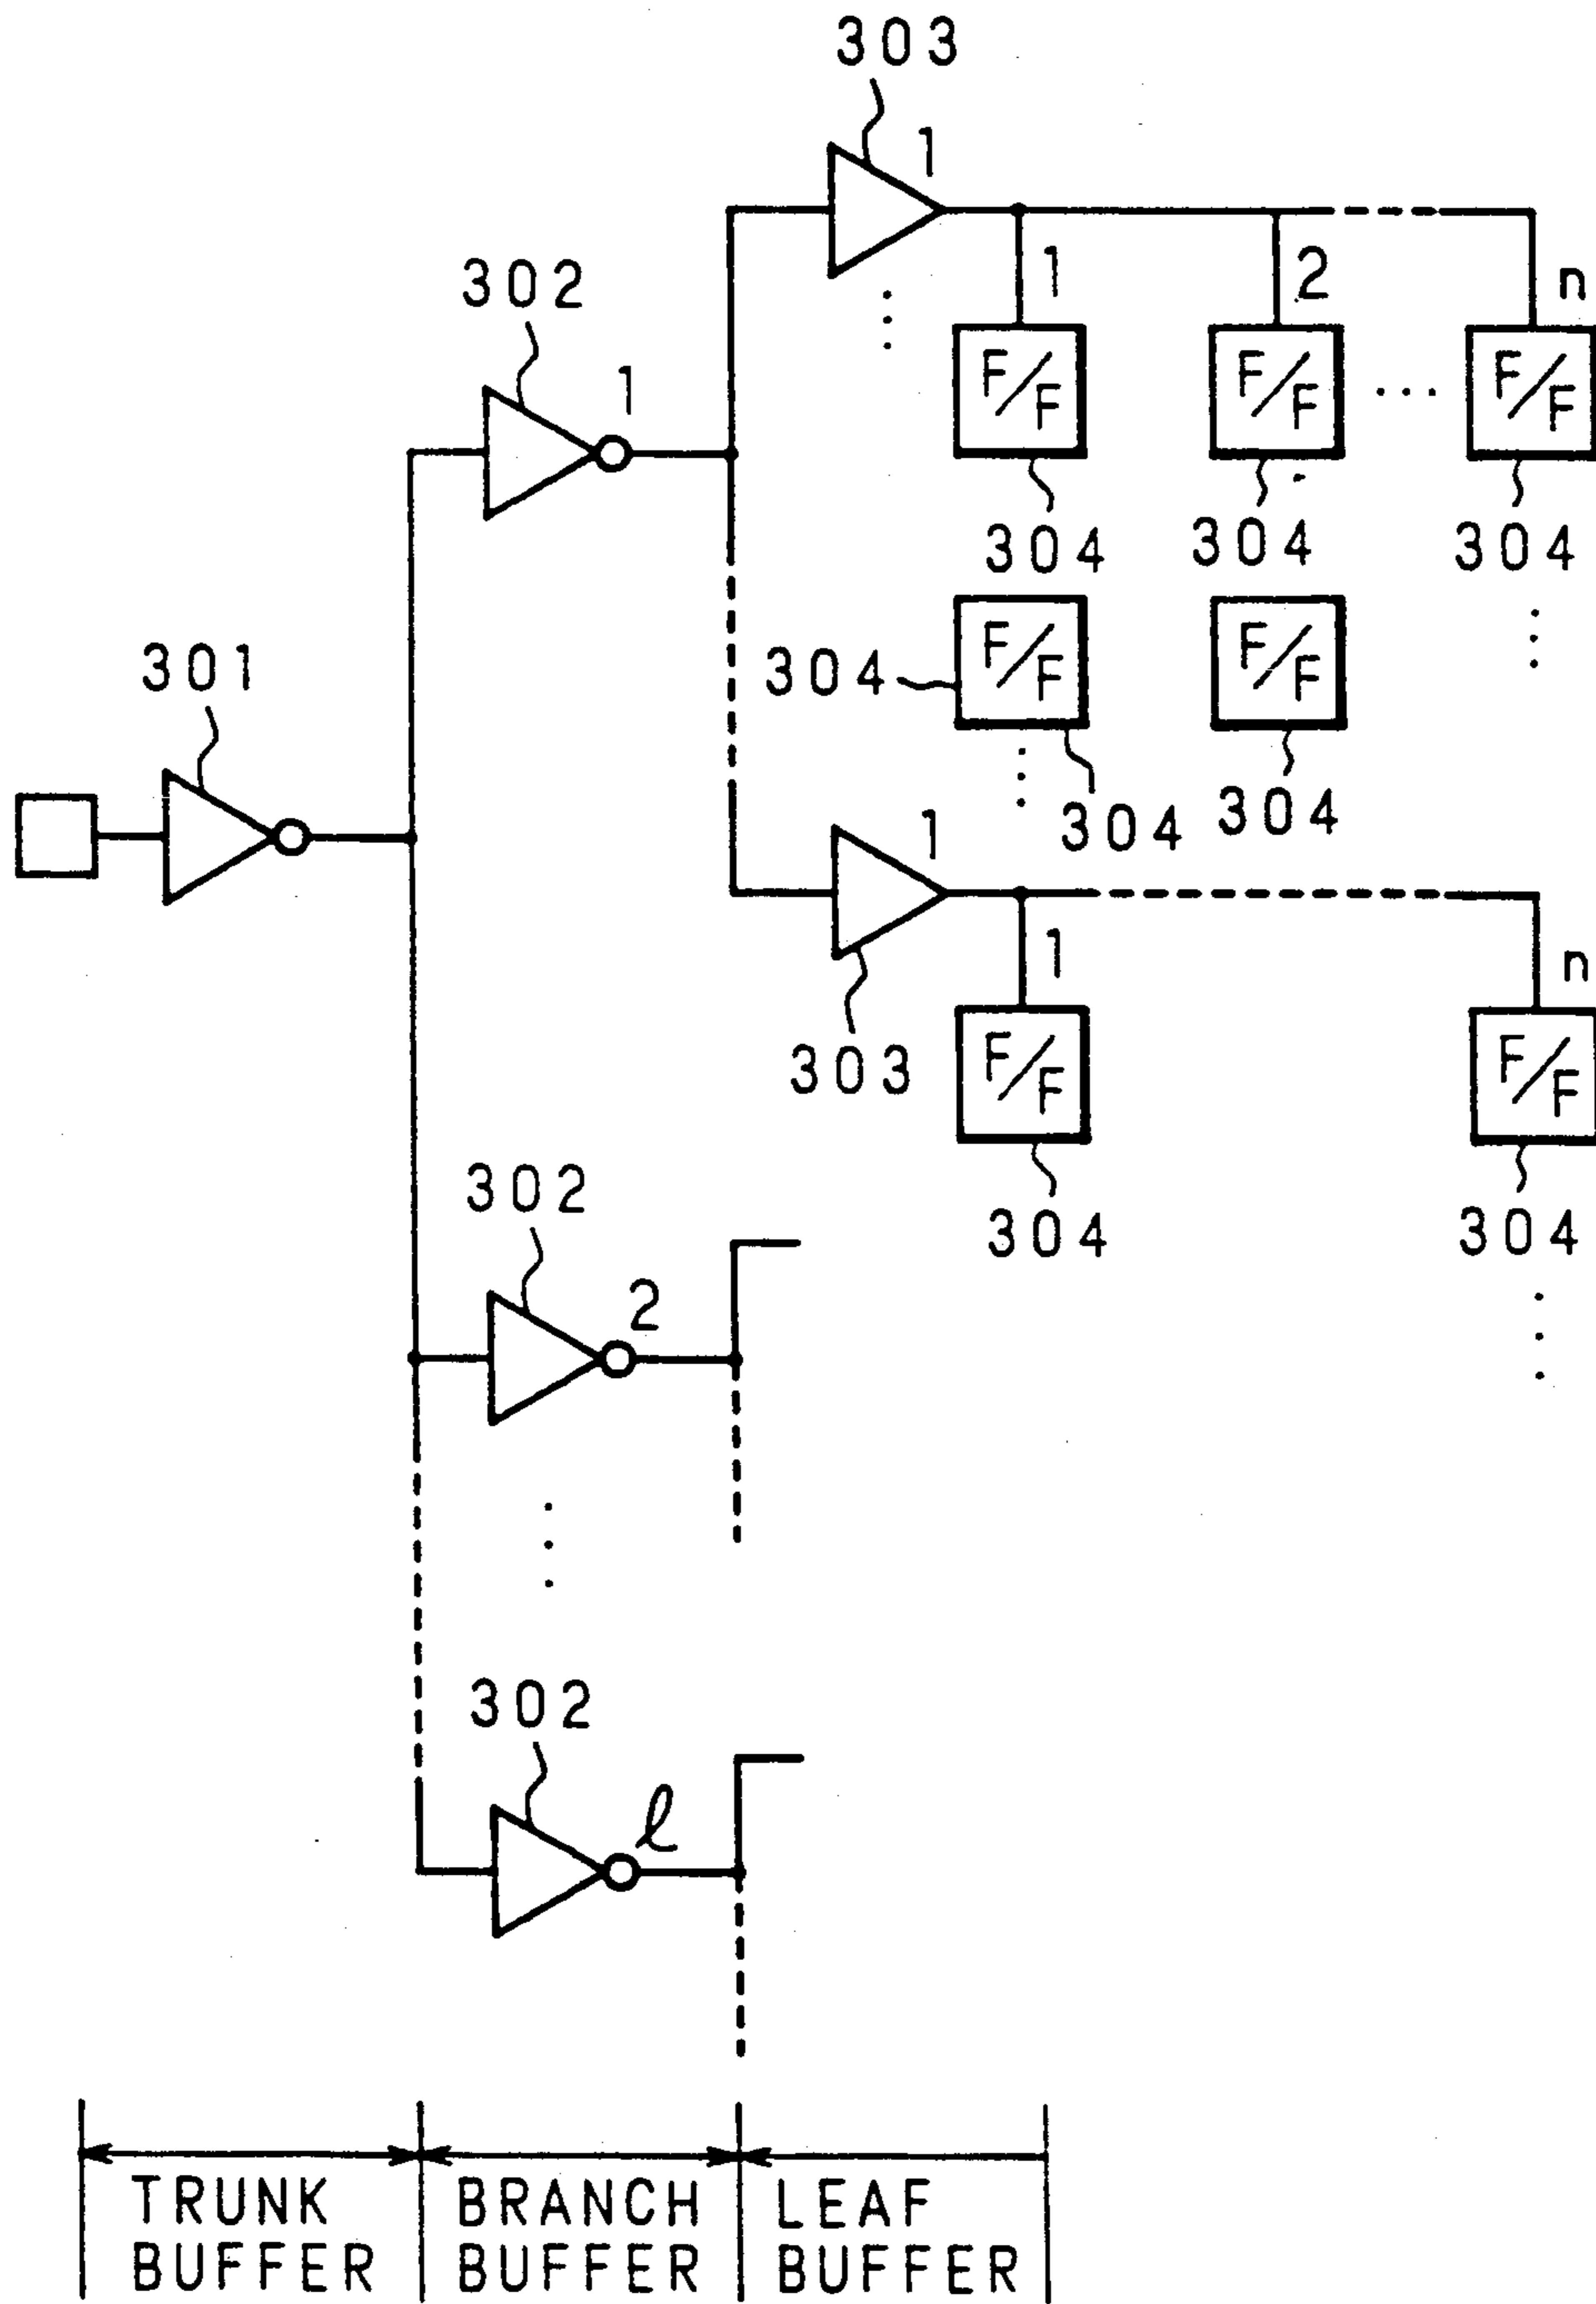 303
1
302
1
2
n
F/F
F/F
...
F/F
1
304
304
304
301
F/F
F/F
304
304
304
1
1
n
303
F/F
F/F
302
304
304
2
302
ℓ
TRUNK BUFFER
BRANCH BUFFER
LEAF BUFFER